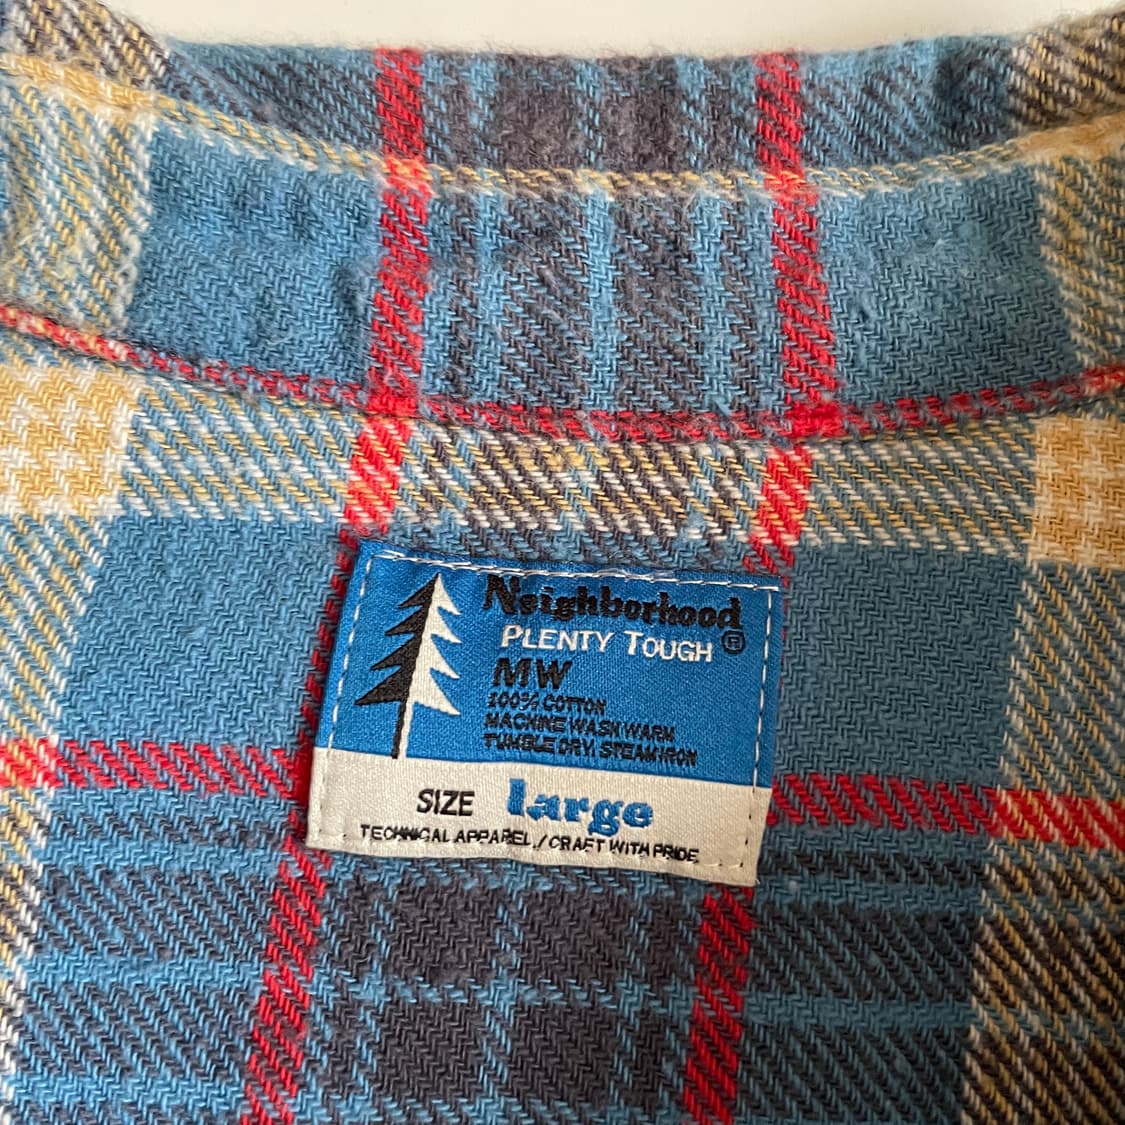 Neighborhood
PLENTY TOUGH ®
MW
100% COTTON
MACHINE WASH WARM
TUMBLE DRY, STEAM IRON
SIZE large
TECHNICAL APPAREL / CRAFT WITH PRIDE